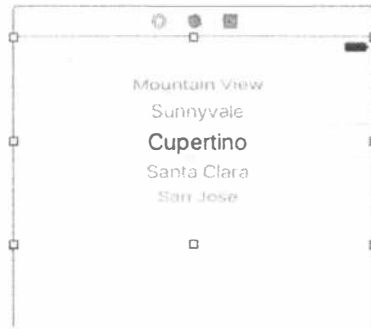 Mountain View
Sunnyvale
Cupertino
Santa Clara
San Jose